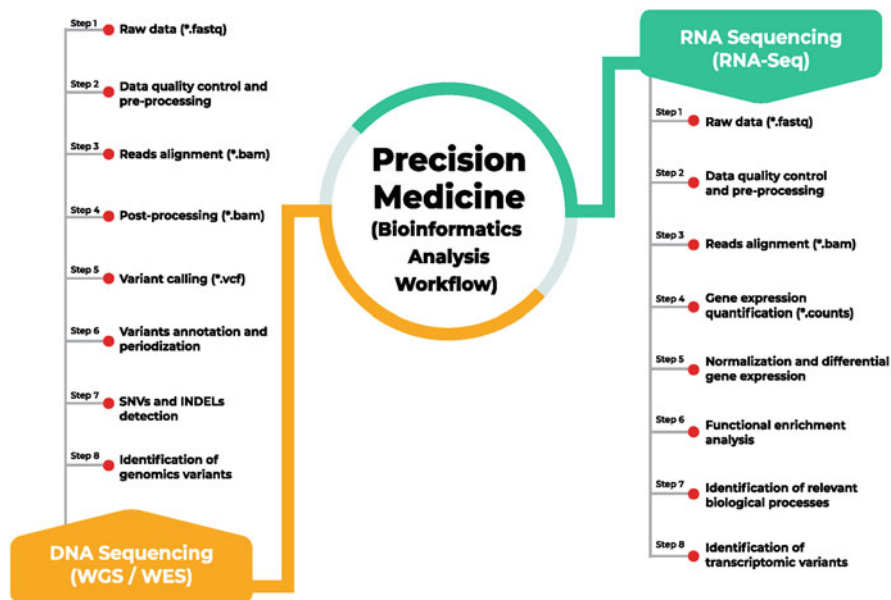 Precision
Medicine
(Bioinformatics
Analysis
Workflow)
Step 1
Raw data (*.fastq)
Step 2
Data quality control and
pre-processing
Step 3
Reads alignment (*.bam)
Step 4
Post-processing (*.bam)
Step 5
Variant calling (*.vcf)
Step 6
Variants annotation and
periodization
Step 7
SNVs and INDELs
detection
Step 8
Identification of
genomics variants
DNA Sequencing
(WGS / WES)
RNA Sequencing
(RNA-Seq)
Step 1
Raw data (*.fastq)
Step 2
Data quality control
and pre-processing
Step 3
Reads alignment (*.bam)
Step 4
Gene expression
quantification (*.counts)
Step 5
Normalization and differential
gene expression
Step 6
Functional enrichment
analysis
Step 7
Identification of relevant
biological processes
Step 8
Identification of
transcriptomic variants